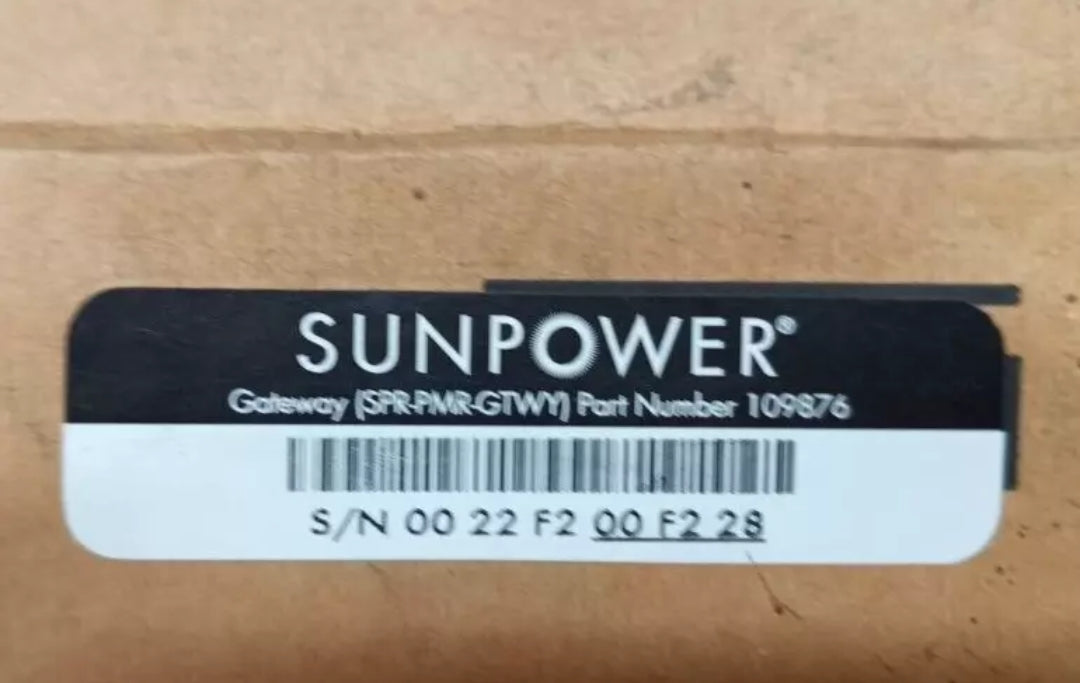 SUNPOWER®
Gateway (SPR-PMR-GTWY) Part Number 109876
S/N 00 22 F2 00 F2 28